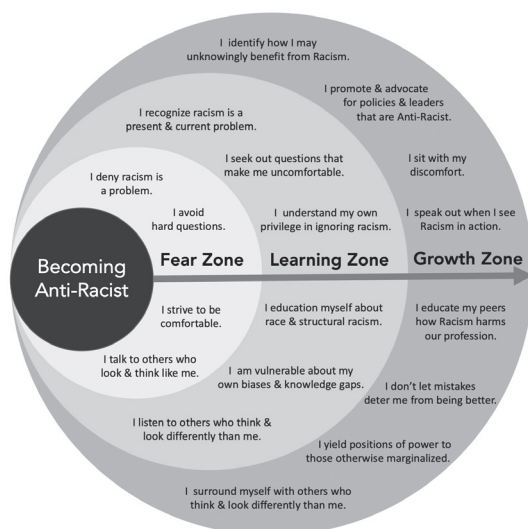 I identify how I may
unknowingly benefit from Racism.
I promote & advocate
for policies & leaders
that are Anti-Racist.
I recognize racism is a
present & current problem.
I seek out questions that
make me uncomfortable.
I sit with my
discomfort.
I deny racism is
a problem.
I avoid
hard questions.
I understand my own
privilege in ignoring racism.
I speak out when I see
Racism in action.
Becoming
Anti-Racist
Fear Zone
Learning Zone
Growth Zone
I strive to be
comfortable.
I education myself about
race & structural racism.
I educate my peers
how Racism harms
our profession.
I talk to others who
look & think like me.
I am vulnerable about my
own biases & knowledge gaps.
I don't let mistakes
deter me from being better.
I listen to others who think &
look differently than me.
I yield positions of power to
those otherwise marginalized.
I surround myself with others who
think & look differently than me.